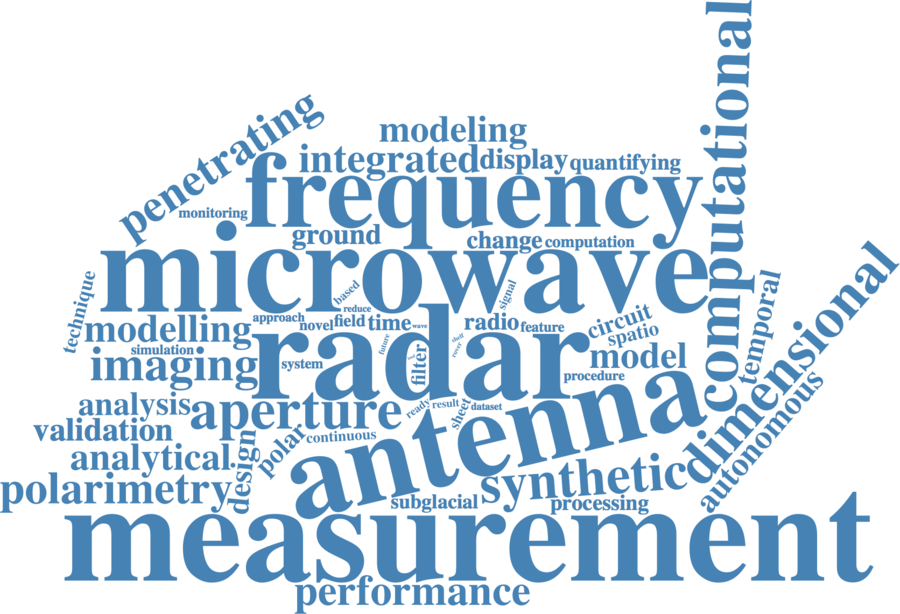 computational
penetrating
modeling
integrated
display
quantifying
frequency
monitoring
ground
change
computation
microwave
technique
based
reduce
signal
approach
novel
field
time
wave
radio
feature
circuit
spatio
temporal
dimensional
modelling
simulation
imaging
radar
system
future
filter
their
cover
model
procedure
autonomous
analysis
aperture
ready
result
sheet
dataset
antenna
validation
polar
continuous
analytical
design
polarimetry
subglacial
synthetic
processing
measurement
performance